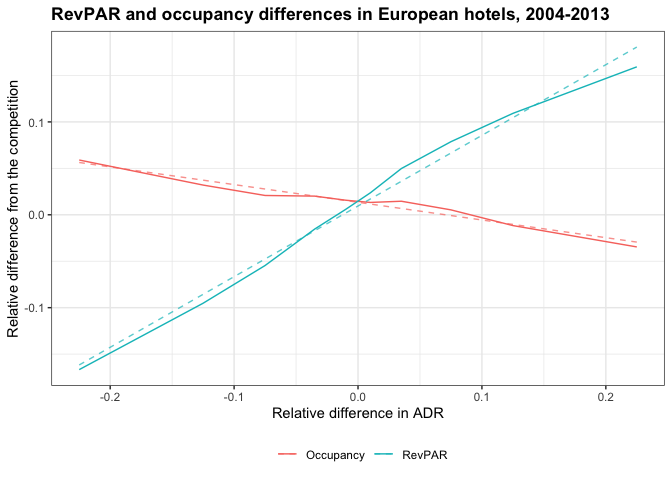 RevPAR and occupancy differences in European hotels, 2004-2013
Relative difference from the competition
0.1
0.0
-0.1
-0.2
-0.1
0.0
0.1
0.2
Relative difference in ADR
Occupancy
RevPAR